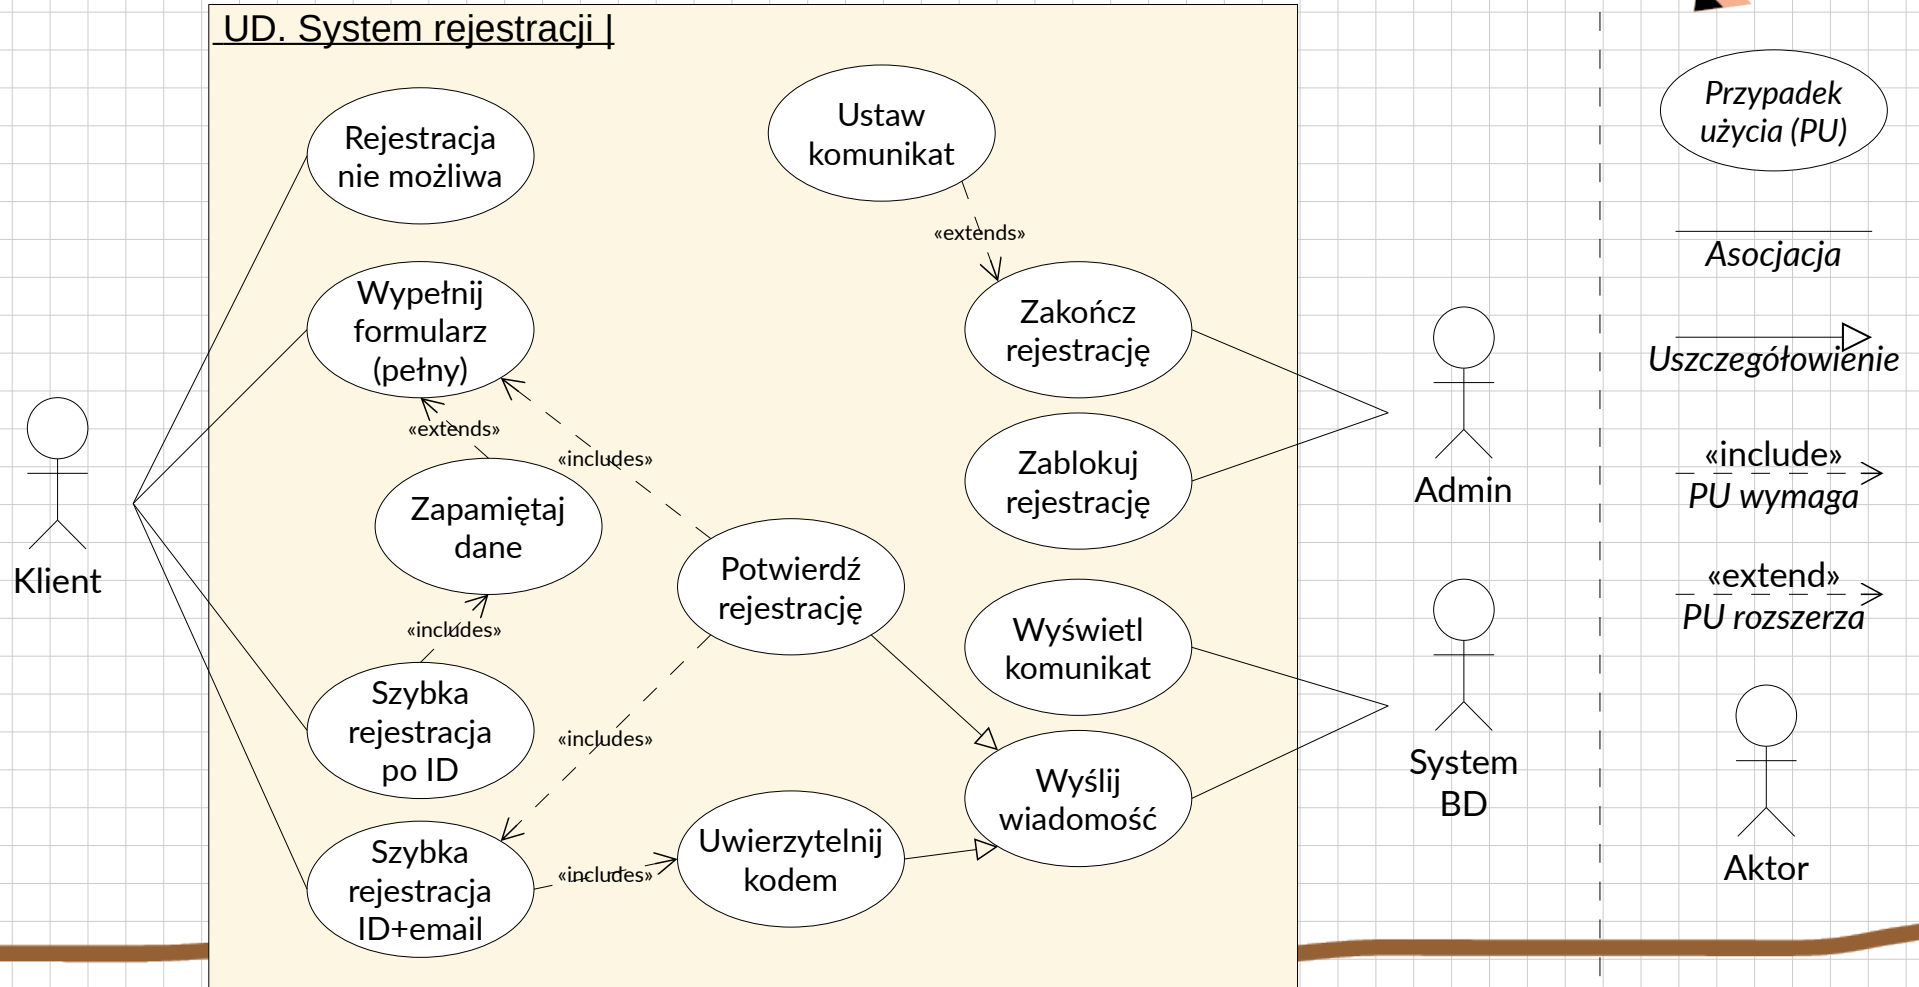 UD. System rejestracji |
Rejestracja
nie możliwa
Ustaw
komunikat
«extends»
Wypełnij
formularz
(pełny)
Zakończ
rejestrację
«extends»
«includes»
Zapamiętaj
dane
Zablokuj
rejestrację
Potwierdź
rejestrację
«includes»
Wyświetl
komunikat
Szybka
rejestracja
po ID
«includes»
Wyślij
wiadomość
Szybka
rejestracja
ID+email
«includes»
Uwierzytelnij
kodem
Klient
Admin
System
BD
Przypadek
użycia (PU)
Asocjacja
Uszczegółowienie
«include»
PU wymaga
«extend»
PU rozszerza
Aktor